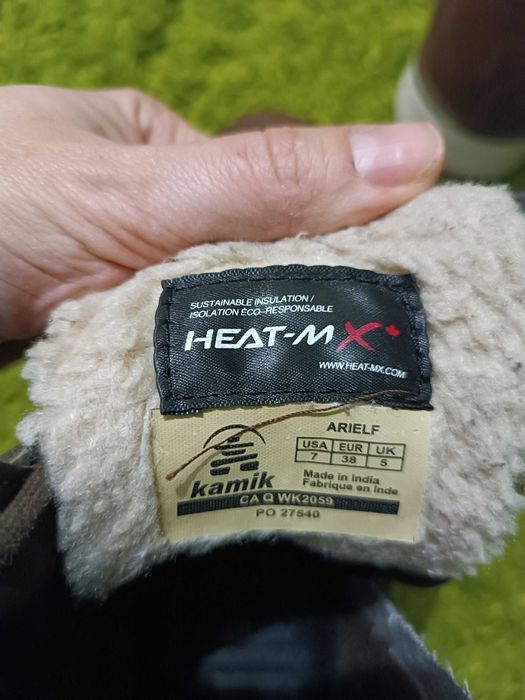 SUSTAINABLE INSULATION /
ISOLATION ÉCO-RESPONSABLE
HEAT-MX
WWW.HEAT-MX.COM
ARIELF
USA EUR UK
7 38 5
kamik
Made in India
Fabriqué en Inde
CA Q WK2059
PO 27540